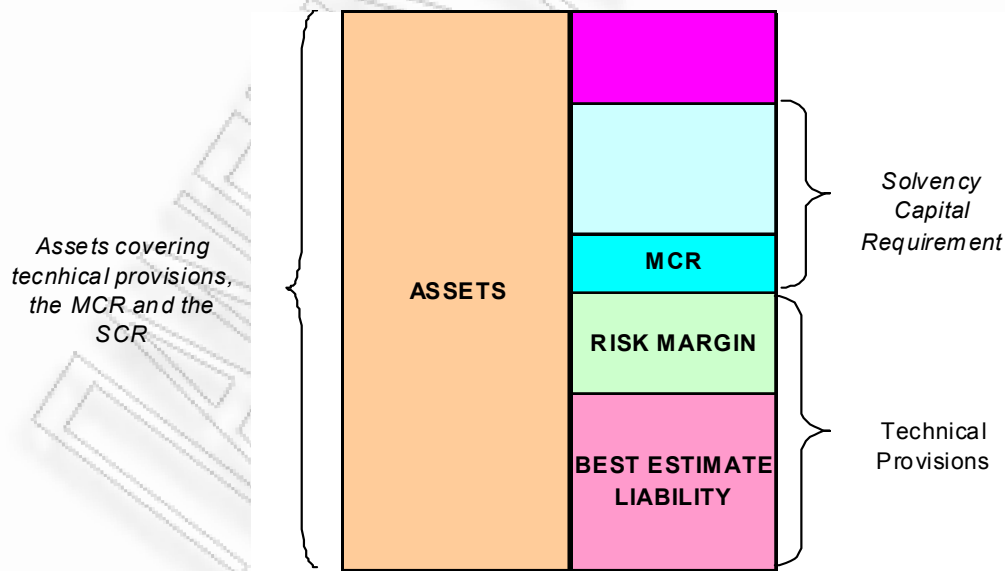 Assets covering
tecnhical provisions,
the MCR and the
SCR
ASSETS
MCR
RISK MARGIN
BEST ESTIMATE
LIABILITY
Solvency
Capital
Requirement
Technical
Provisions